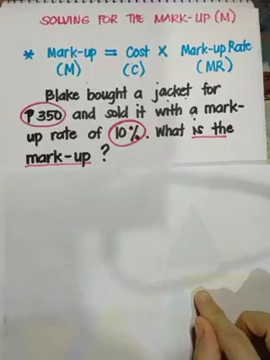 SOLVING FOR THE MARK-UP (M)
* Mark-up = Cost X Mark-up Rate
(M) (C) (MR)
Blake bought a jacket for
₱350 and sold it with a mark-
up rate of 10%. What is the
mark-up ?